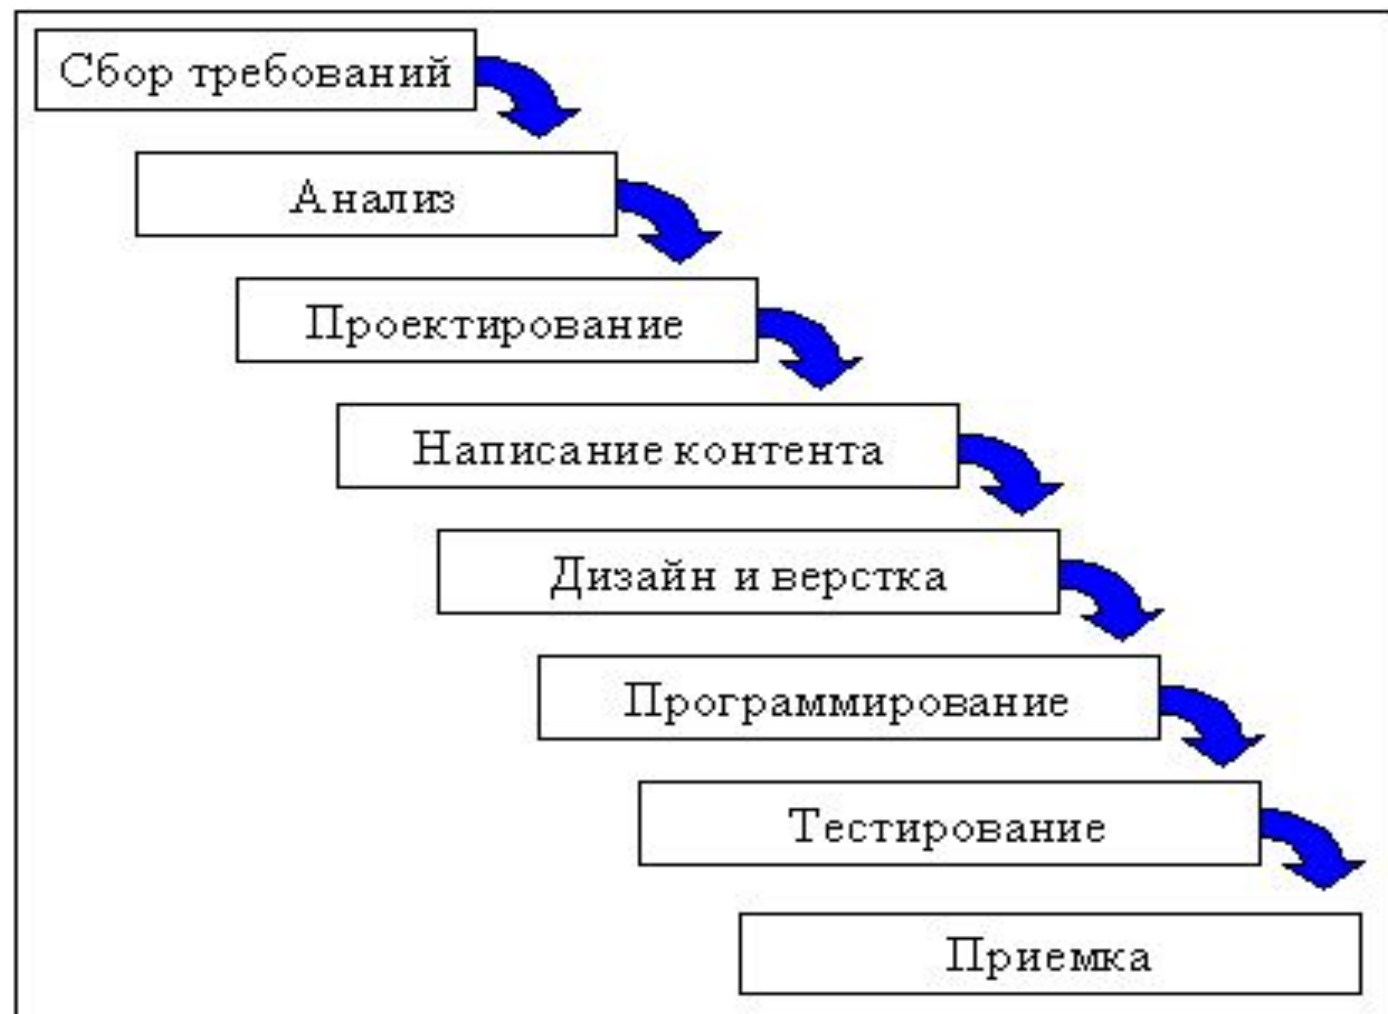 Сбор требований
Анализ
Проектирование
Написание контента
Дизайн и верстка
Программирование
Тестирование
Приемка